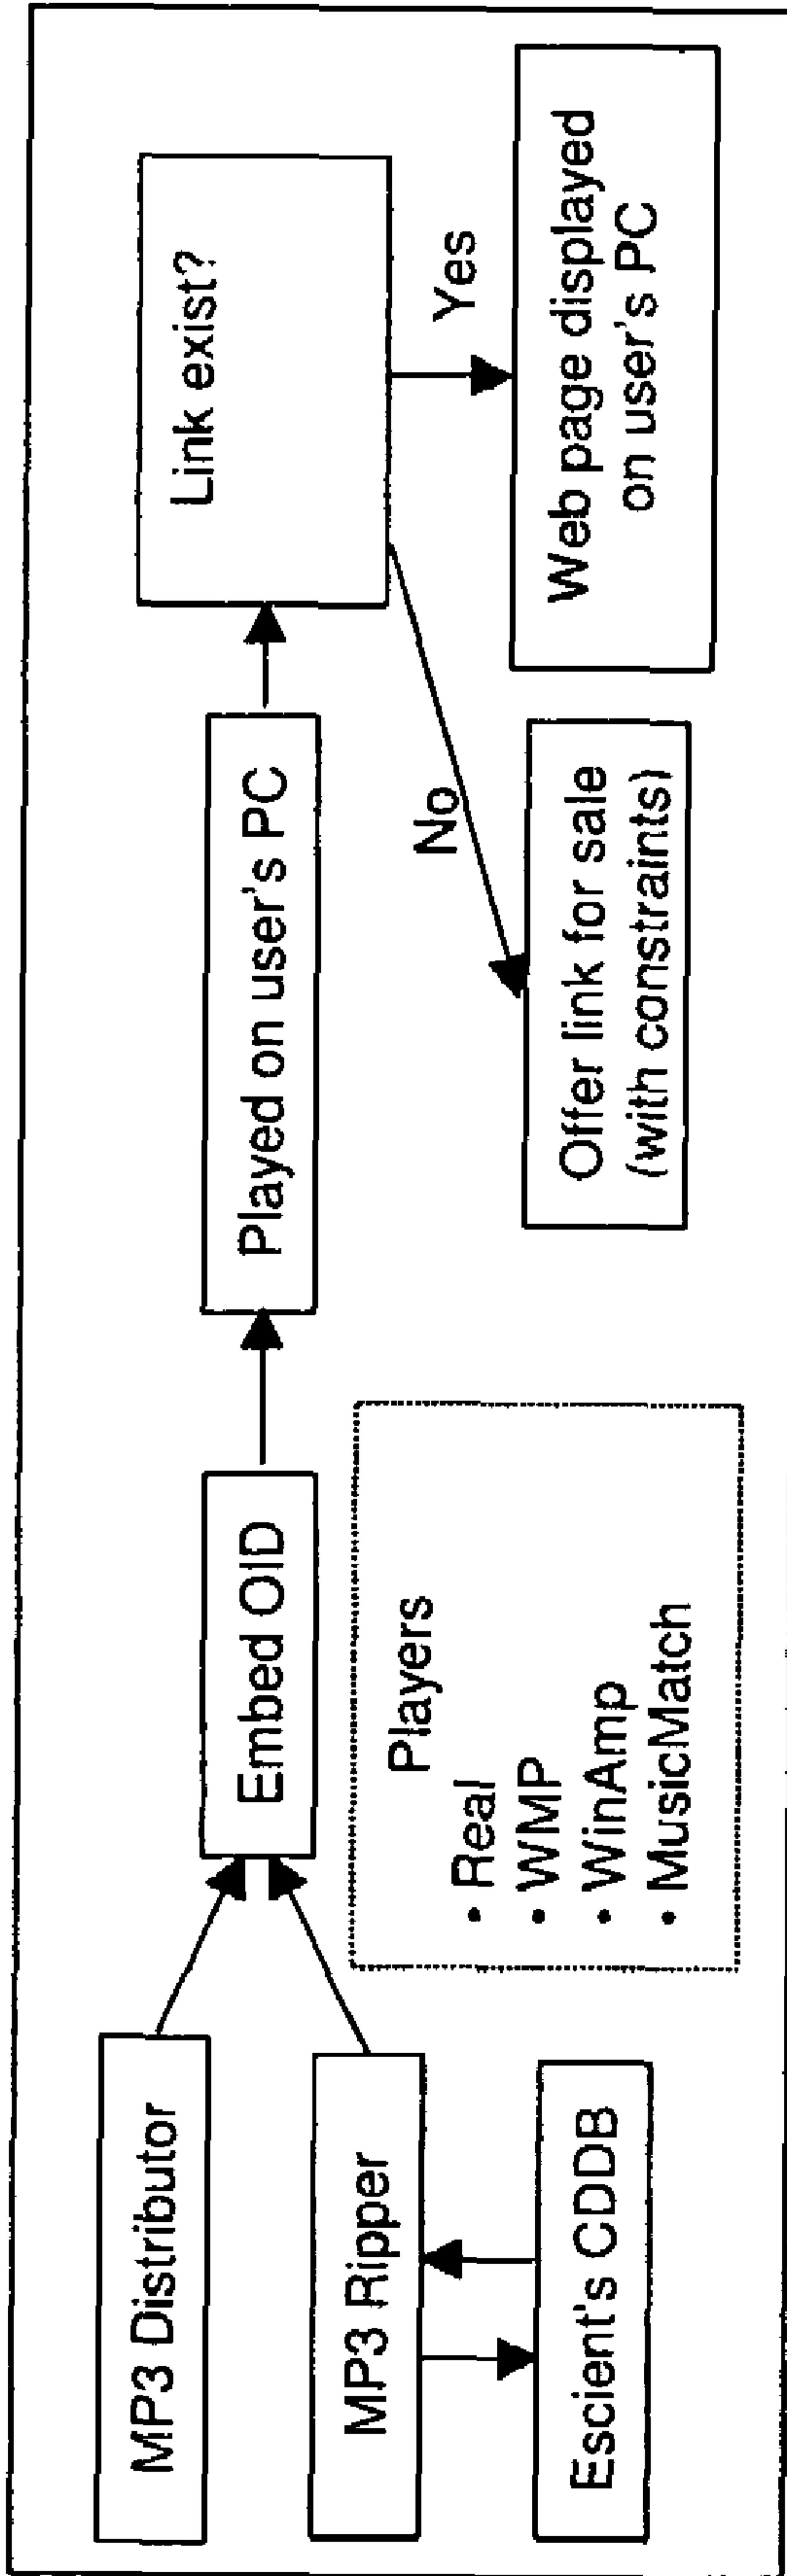 MP3 Distributor
MP3 Ripper
Escient's CDDB
Embed OID
Players
• Real
• WMP
• WinAmp
• MusicMatch
Played on user's PC
Link exist?
No
Yes
Offer link for sale
(with constraints)
Web page displayed
on user's PC